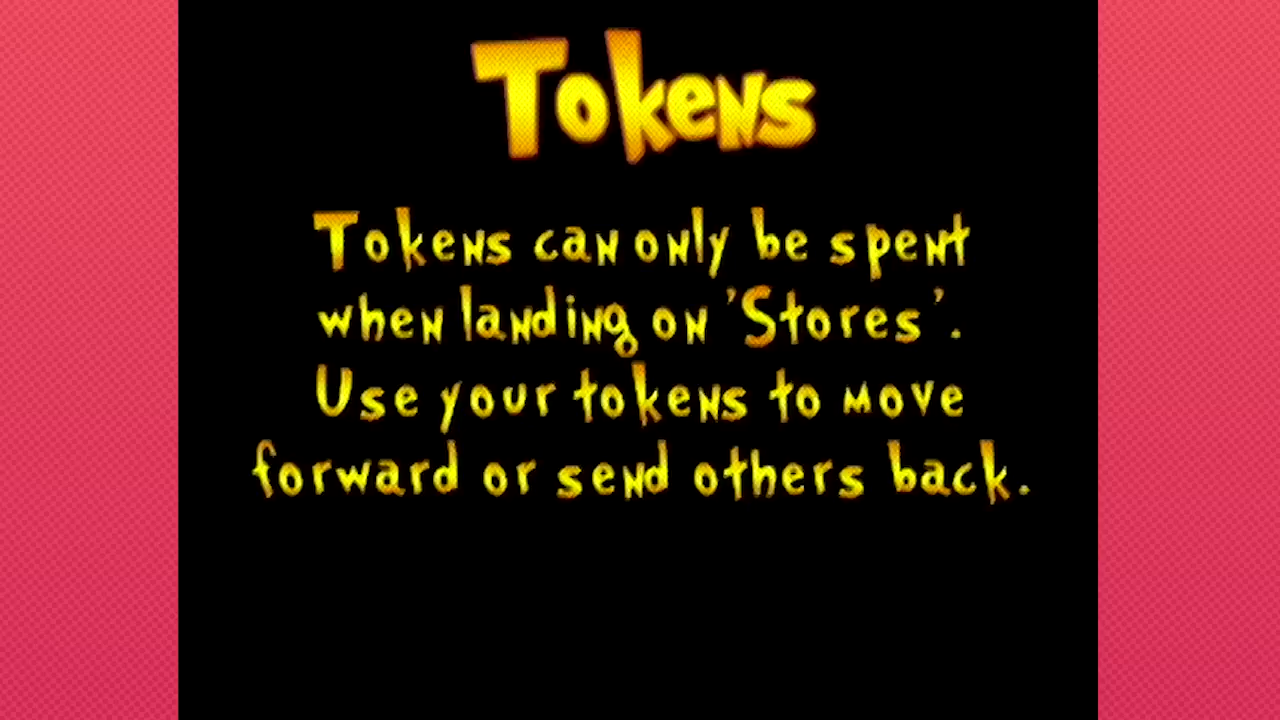 Tokens
Tokens can only be spent
when landing on 'Stores'.
Use your tokens to move
forward or send others back.